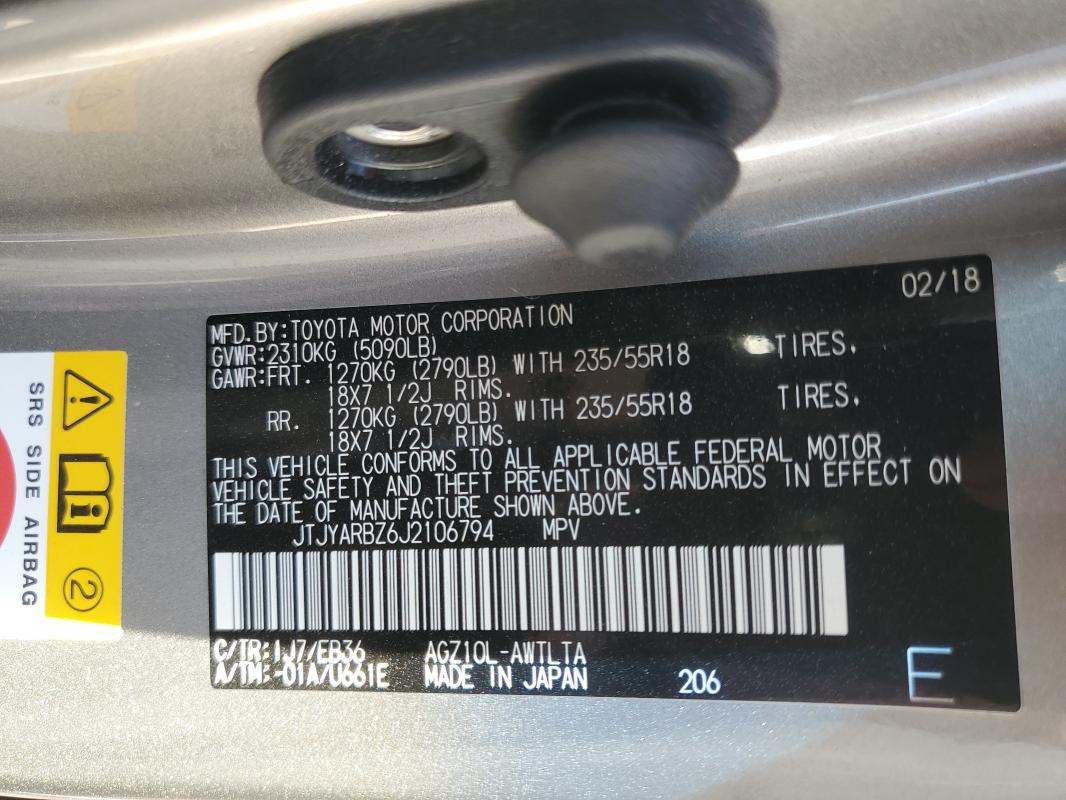 02/18
MFD.BY:TOYOTA MOTOR CORPORATION
GVWR:2310KG (5090LB)
GAWR:FRT. 1270KG (2790LB) WITH 235/55R18 TIRES.
18X7 1/2J RIMS.
RR. 1270KG (2790LB) WITH 235/55R18 TIRES.
18X7 1/2J RIMS.
THIS VEHICLE CONFORMS TO ALL APPLICABLE FEDERAL MOTOR
VEHICLE SAFETY AND THEFT PREVENTION STANDARDS IN EFFECT ON
THE DATE OF MANUFACTURE SHOWN ABOVE.
JTJYARBZ6J2106794 MPV
C/TR:1J7/EB36 AGZ10L-AWTLTA
A/TM:-01A/U661E MADE IN JAPAN 206
E
SRS SIDE AIRBAG
2